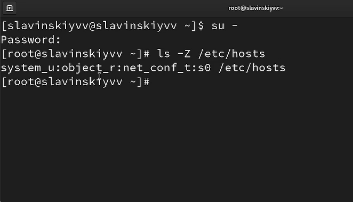 root@slavinskiyvv:~
[slavinskiyvv@slavinskiyvv ~]$ su -
Password:
[root@slavinskiyvv ~]# ls -Z /etc/hosts
system_u:object_r:net_conf_t:s0 /etc/hosts
[root@slavinskiyvv ~]#